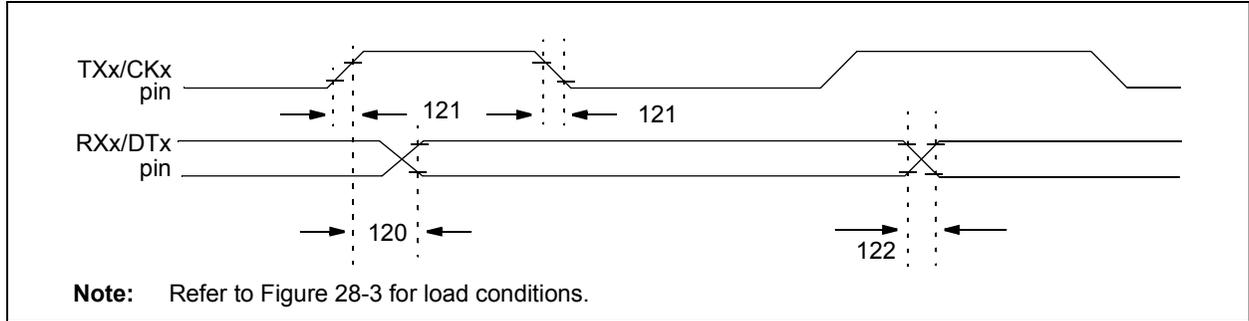 TXx/CKx
pin
121
121
RXx/DTx
pin
120
122
Note: Refer to Figure 28-3 for load conditions.